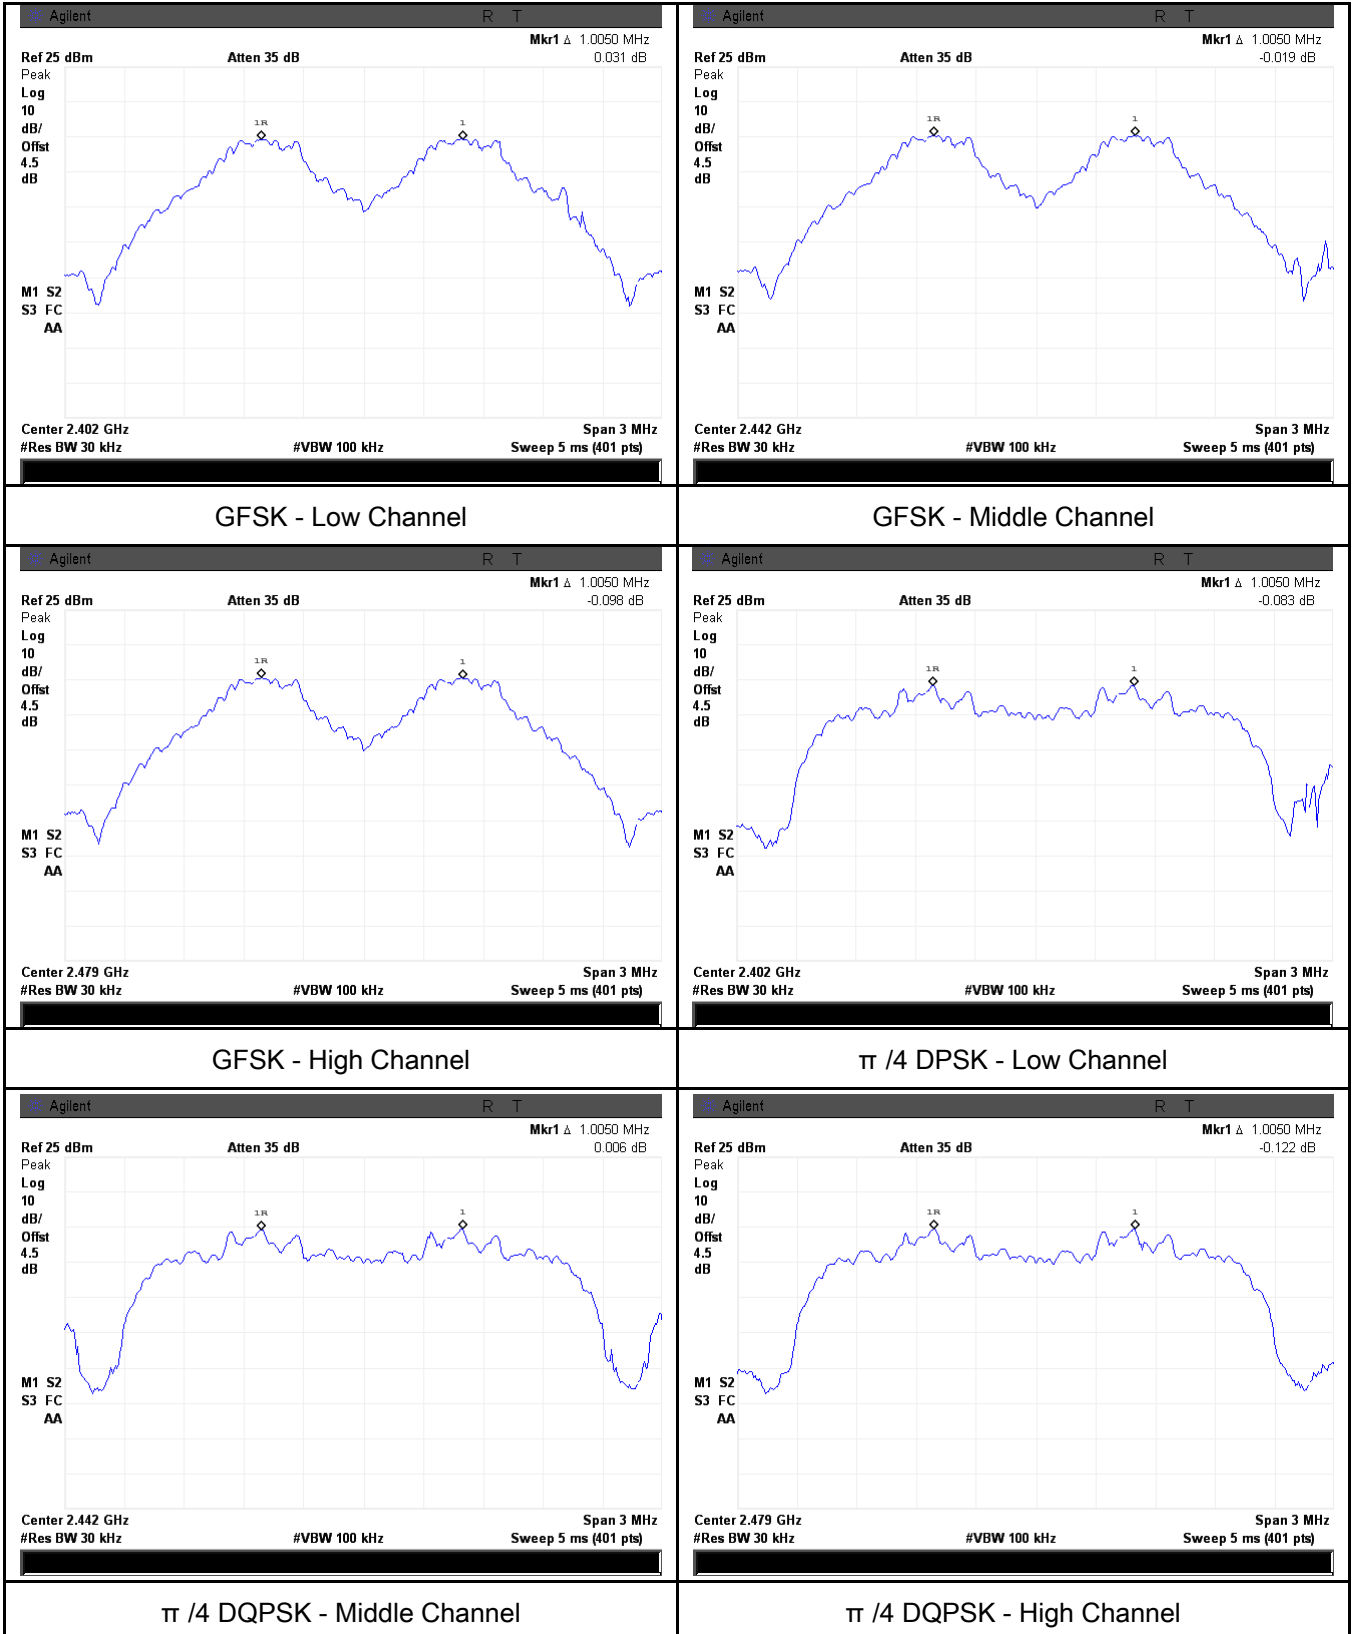 Agilent R T
Mkr1 Δ 1.0050 MHz
Ref 25 dBm Atten 35 dB 0.031 dB
Peak
Log
10
dB/
Offst
4.5
dB
1R 1
M1 S2
S3 FC
AA
Center 2.402 GHz Span 3 MHz
#Res BW 30 kHz #VBW 100 kHz Sweep 5 ms (401 pts)
GFSK - Low Channel
Agilent R T
Mkr1 Δ 1.0050 MHz
Ref 25 dBm Atten 35 dB -0.019 dB
Peak
Log
10
dB/
Offst
4.5
dB
1R 1
M1 S2
S3 FC
AA
Center 2.442 GHz Span 3 MHz
#Res BW 30 kHz #VBW 100 kHz Sweep 5 ms (401 pts)
GFSK - Middle Channel
Agilent R T
Mkr1 Δ 1.0050 MHz
Ref 25 dBm Atten 35 dB -0.098 dB
Peak
Log
10
dB/
Offst
4.5
dB
1R 1
M1 S2
S3 FC
AA
Center 2.479 GHz Span 3 MHz
#Res BW 30 kHz #VBW 100 kHz Sweep 5 ms (401 pts)
GFSK - High Channel
Agilent R T
Mkr1 Δ 1.0050 MHz
Ref 25 dBm Atten 35 dB -0.083 dB
Peak
Log
10
dB/
Offst
4.5
dB
1R 1
M1 S2
S3 FC
AA
Center 2.402 GHz Span 3 MHz
#Res BW 30 kHz #VBW 100 kHz Sweep 5 ms (401 pts)
π /4 DPSK - Low Channel
Agilent R T
Mkr1 Δ 1.0050 MHz
Ref 25 dBm Atten 35 dB 0.006 dB
Peak
Log
10
dB/
Offst
4.5
dB
1R 1
M1 S2
S3 FC
AA
Center 2.442 GHz Span 3 MHz
#Res BW 30 kHz #VBW 100 kHz Sweep 5 ms (401 pts)
π /4 DQPSK - Middle Channel
Agilent R T
Mkr1 Δ 1.0050 MHz
Ref 25 dBm Atten 35 dB -0.122 dB
Peak
Log
10
dB/
Offst
4.5
dB
1R 1
M1 S2
S3 FC
AA
Center 2.479 GHz Span 3 MHz
#Res BW 30 kHz #VBW 100 kHz Sweep 5 ms (401 pts)
π /4 DQPSK - High Channel